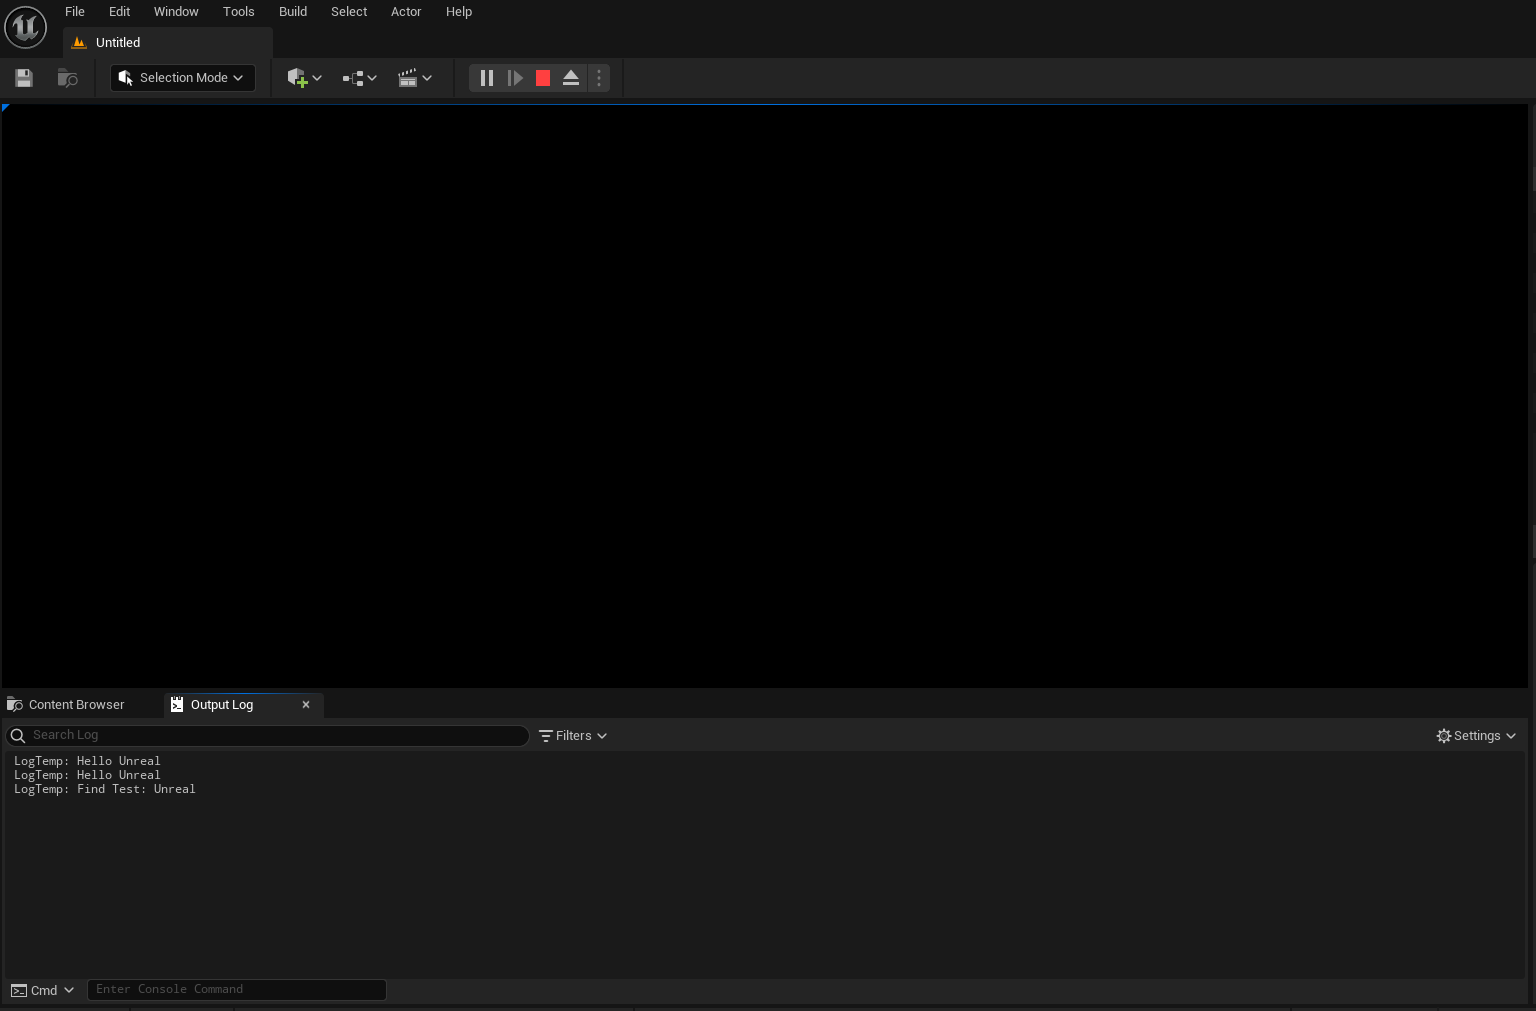 File Edit Window Tools Build Select Actor Help
Untitled
Selection Mode
Content Browser Output Log
Search Log Filters Settings
LogTemp: Hello Unreal
LogTemp: Hello Unreal
LogTemp: Find Test: Unreal
Cmd Enter Console Command